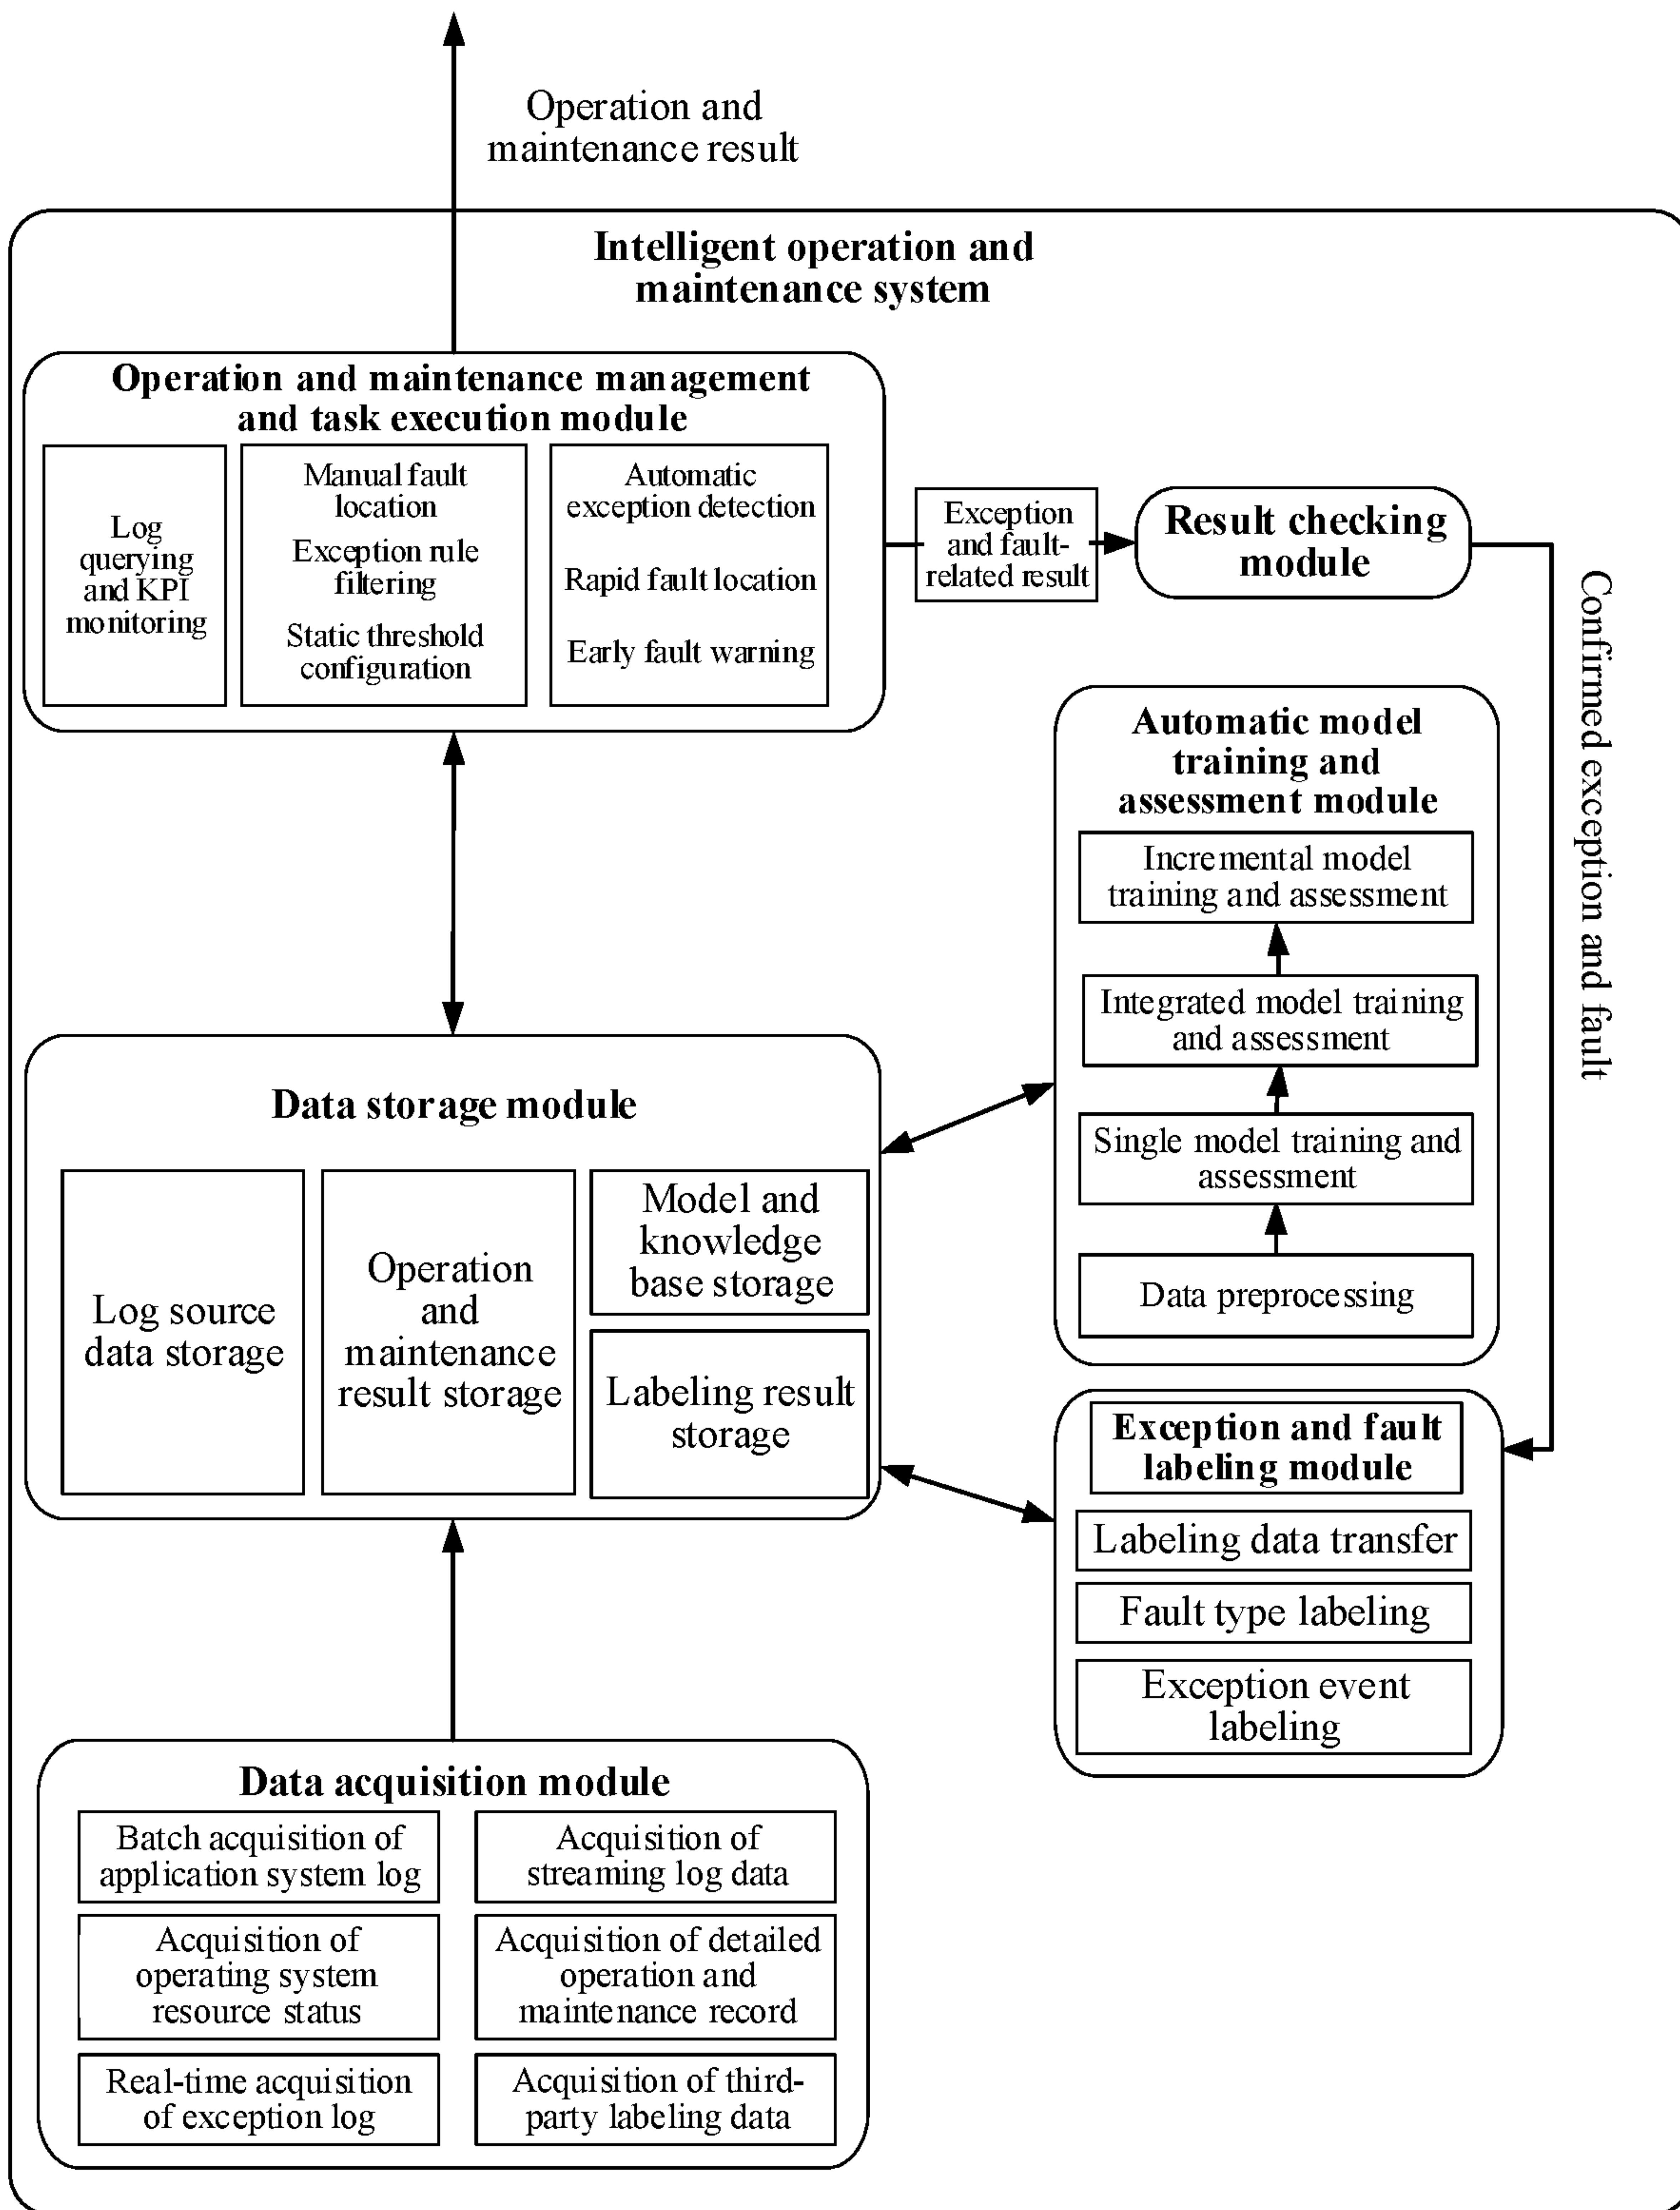 Operation and
maintenance result
Intelligent operation and
maintenance system
Operation and maintenance management
and task execution module
Log
querying
and KPI
monitoring
Manual fault
location
Exception rule
filtering
Static threshold
configuration
Automatic
exception detection
Rapid fault location
Early fault warning
Exception
and fault-
related result
Result checking
module
Confirmed exception and fault
Automatic model
training and
assessment module
Incremental model
training and assessment
Integrated model training
and assessment
Single model training and
assessment
Data preprocessing
Data storage module
Log source
data storage
Operation
and
maintenance
result storage
Model and
knowledge
base storage
Labeling result
storage
Exception and fault
labeling module
Labeling data transfer
Fault type labeling
Exception event
labeling
Data acquisition module
Batch acquisition of
application system log
Acquisition of
streaming log data
Acquisition of
operating system
resource status
Acquisition of detailed
operation and
maintenance record
Real-time acquisition
of exception log
Acquisition of third-
party labeling data